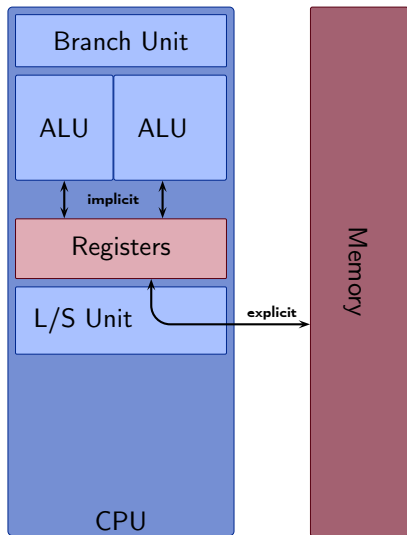 Branch Unit
ALU ALU
implicit
Registers
L/S Unit
explicit
Memory
CPU